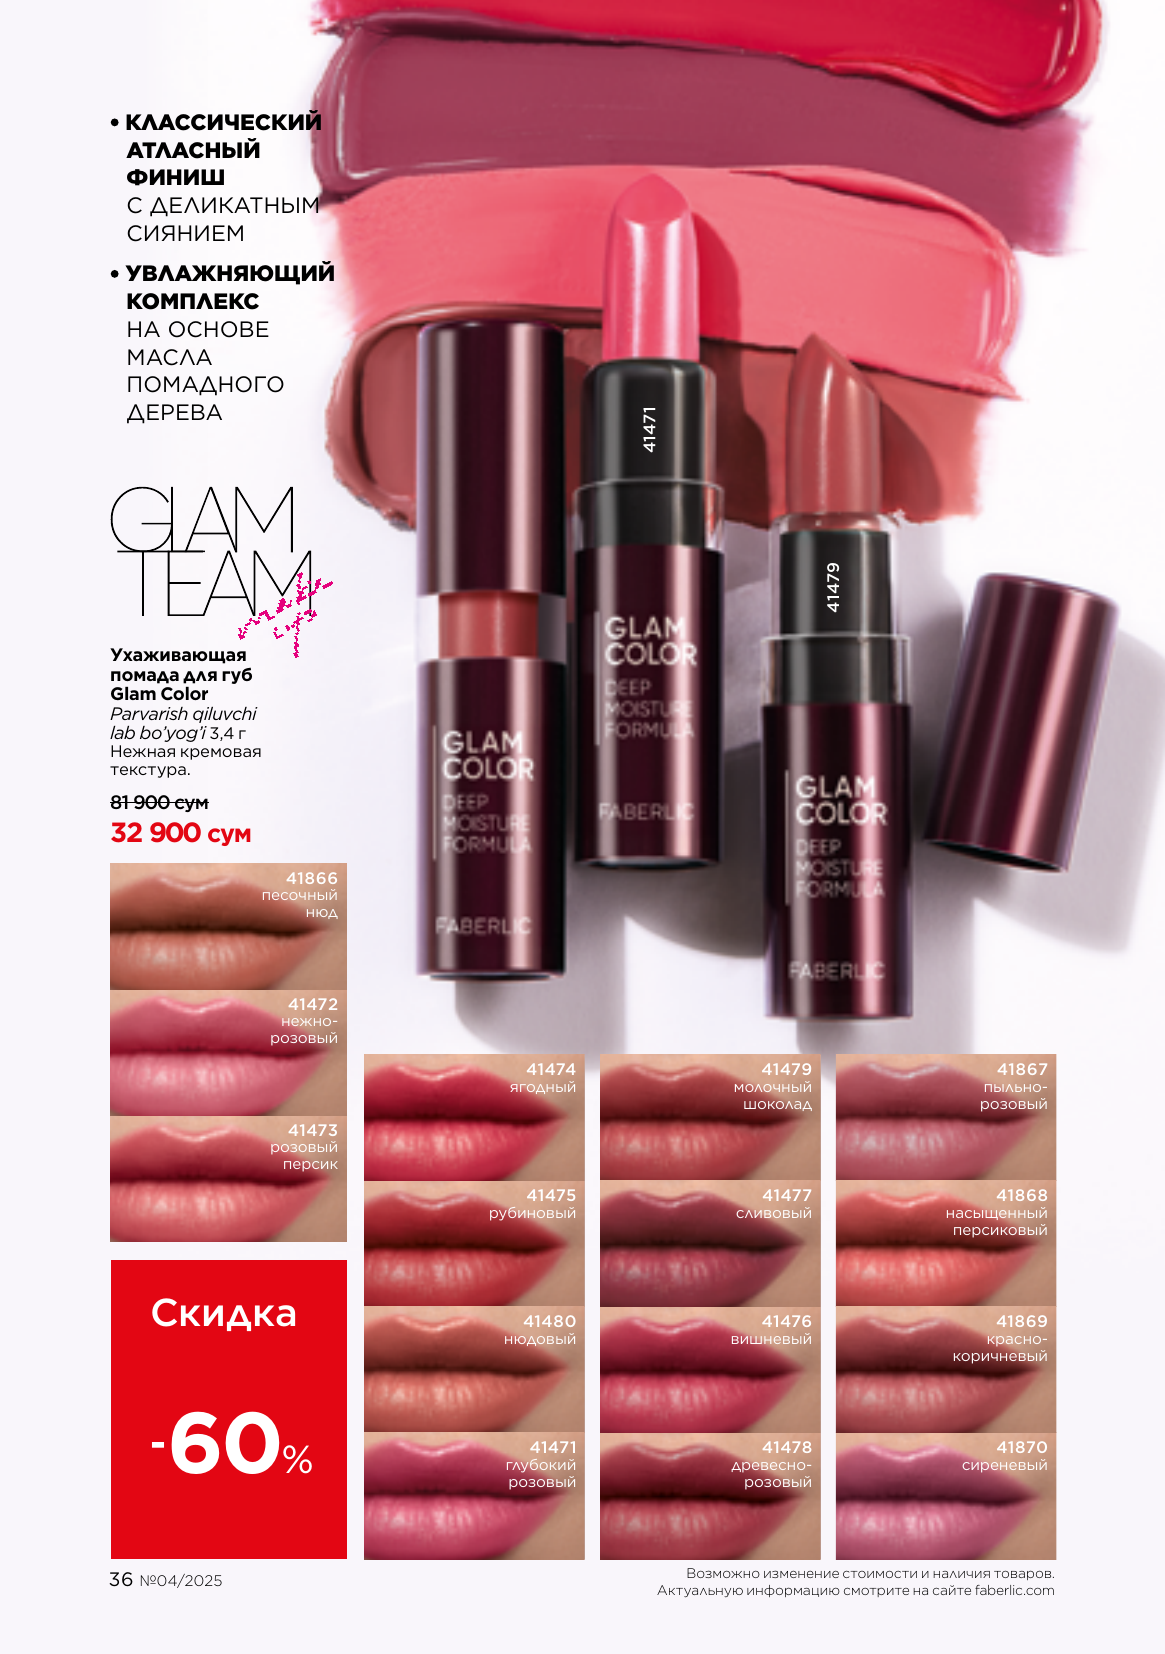 • КЛАССИЧЕСКИЙ
АТЛАСНЫЙ
ФИНИШ
С ДЕЛИКАТНЫМ
СИЯНИЕМ
• УВЛАЖНЯЮЩИЙ
КОМПЛЕКС
НА ОСНОВЕ
МАСЛА
ПОМАДНОГО
ДЕРЕВА
GLAM
TEAM
Ухаживающая
помада для губ
Glam Color
Parvarish qiluvchi
lab bo'yog'i 3,4 г
Нежная кремовая
текстура.
81 900 сум
32 900 сум
41471
41479
GLAM
COLOR
DEEP
MOISTURE
FORMULA
FABERLIC
GLAM
COLOR
DEEP
MOISTURE
FORMULA
FABERLIC
GLAM
COLOR
DEEP
MOISTURE
FORMULA
FABERLIC
41866
песочный
нюд
41472
нежно-
розовый
41473
розовый
персик
41474
ягодный
41475
рубиновый
41480
нюдовый
41471
глубокий
розовый
41479
молочный
шоколад
41477
сливовый
41476
вишневый
41478
древесно-
розовый
41867
пыльно-
розовый
41868
насыщенный
персиковый
41869
красно-
коричневый
41870
сиреневый
Скидка
-60%
36 №04/2025
Возможно изменение стоимости и наличия товаров.
Актуальную информацию смотрите на сайте faberlic.com